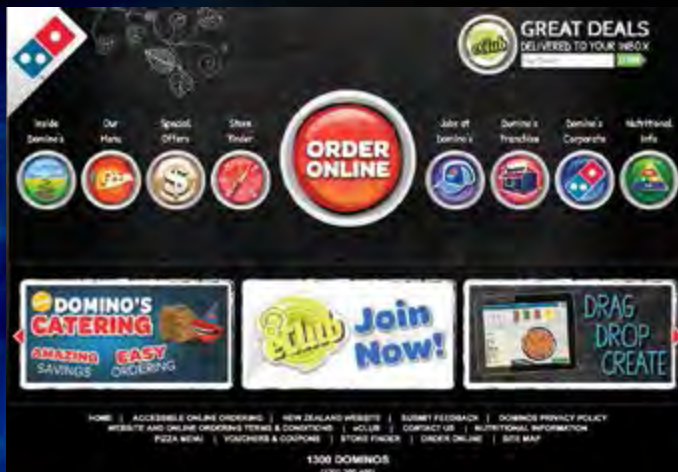 GREAT DEALS
DELIVERED TO YOUR INBOX
eClub
Inside Domino's
Our Menu
Special Offers
Store Finder
ORDER
ONLINE
Jobs at Domino's
Domino's Franchise
Domino's Corporate
Nutritional Info
DOMINO'S
CATERING
AMAZING
SAVINGS
EASY
ORDERING
eClub
Join
Now!
DRAG
DROP
CREATE
HOME | ACCESSIBLE ONLINE ORDERING | NEW ZEALAND WEBSITE | SUBMIT FEEDBACK | DOMINOS PRIVACY POLICY
WEBSITE AND ONLINE ORDERING TERMS & CONDITIONS | eCLUB | CONTACT US | NUTRITIONAL INFORMATION
PIZZA MENU | VOUCHERS & COUPONS | STORE FINDER | ORDER ONLINE | SITE MAP
1300 DOMINOS